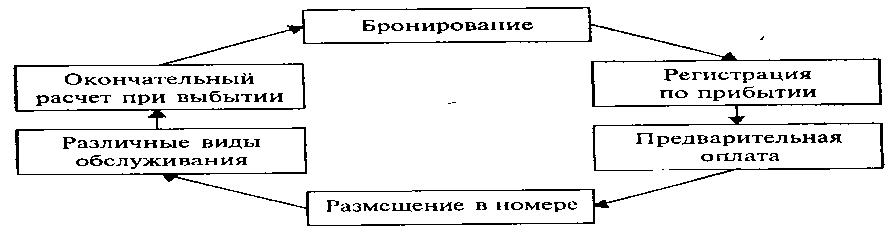 Бронирование
Регистрация
по прибытии
Предварительная
оплата
Размещение в номере
Различные виды
обслуживания
Окончательный
расчет при выбытии